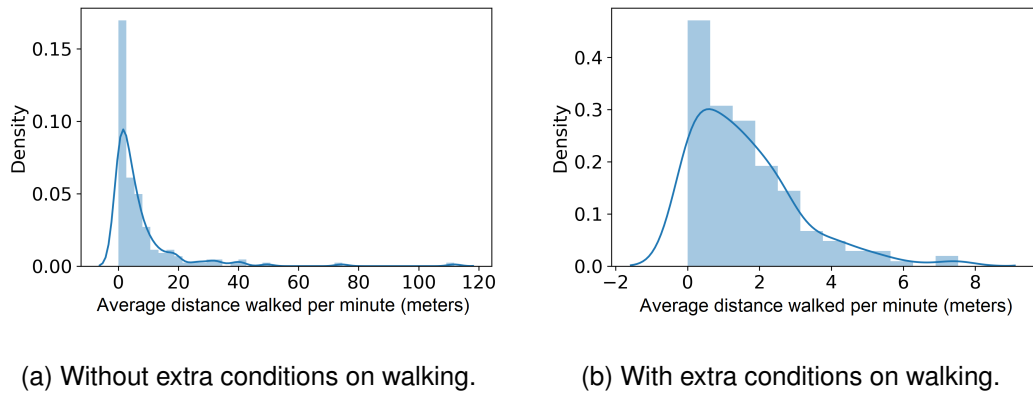 0.15
0.10
0.05
0.00
Density
0 20 40 60 80 100 120
Average distance walked per minute (meters)
(a) Without extra conditions on walking.
0.4
0.3
0.2
0.1
0.0
Density
−2 0 2 4 6 8
Average distance walked per minute (meters)
(b) With extra conditions on walking.